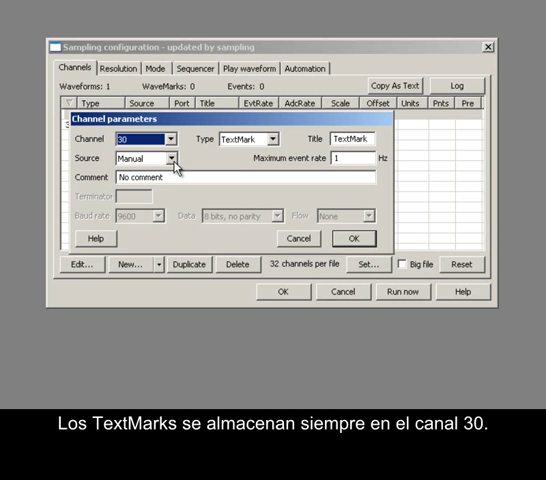 Sampling configuration - updated by sampling
Channels Resolution Mode Sequencer Play waveform Automation
Waveforms: 1 WaveMarks: 0 Events: 0 Copy As Text Log
Type Source Port Title EvtRate AdcRate Scale Offset Units Pnts Pre
Channel parameters
Channel 30 Type TextMark Title TextMark
Source Manual Maximum event rate 1 Hz
Comment No comment
Terminator
Baud rate 9600 Data 8 bits, no parity Flow None
Help Cancel OK
Edit... New... Duplicate Delete 32 channels per file Set... Big file Reset
OK Cancel Run now Help
Los TextMarks se almacenan siempre en el canal 30.